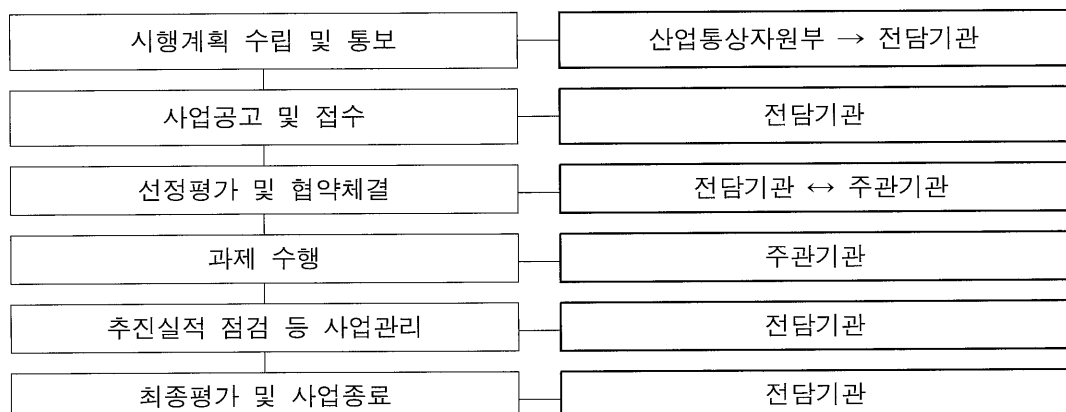 시행계획 수립 및 통보
산업통상자원부 → 전담기관
사업공고 및 접수
전담기관
선정평가 및 협약체결
전담기관 ↔ 주관기관
과제 수행
주관기관
추진실적 점검 등 사업관리
전담기관
최종평가 및 사업종료
전담기관